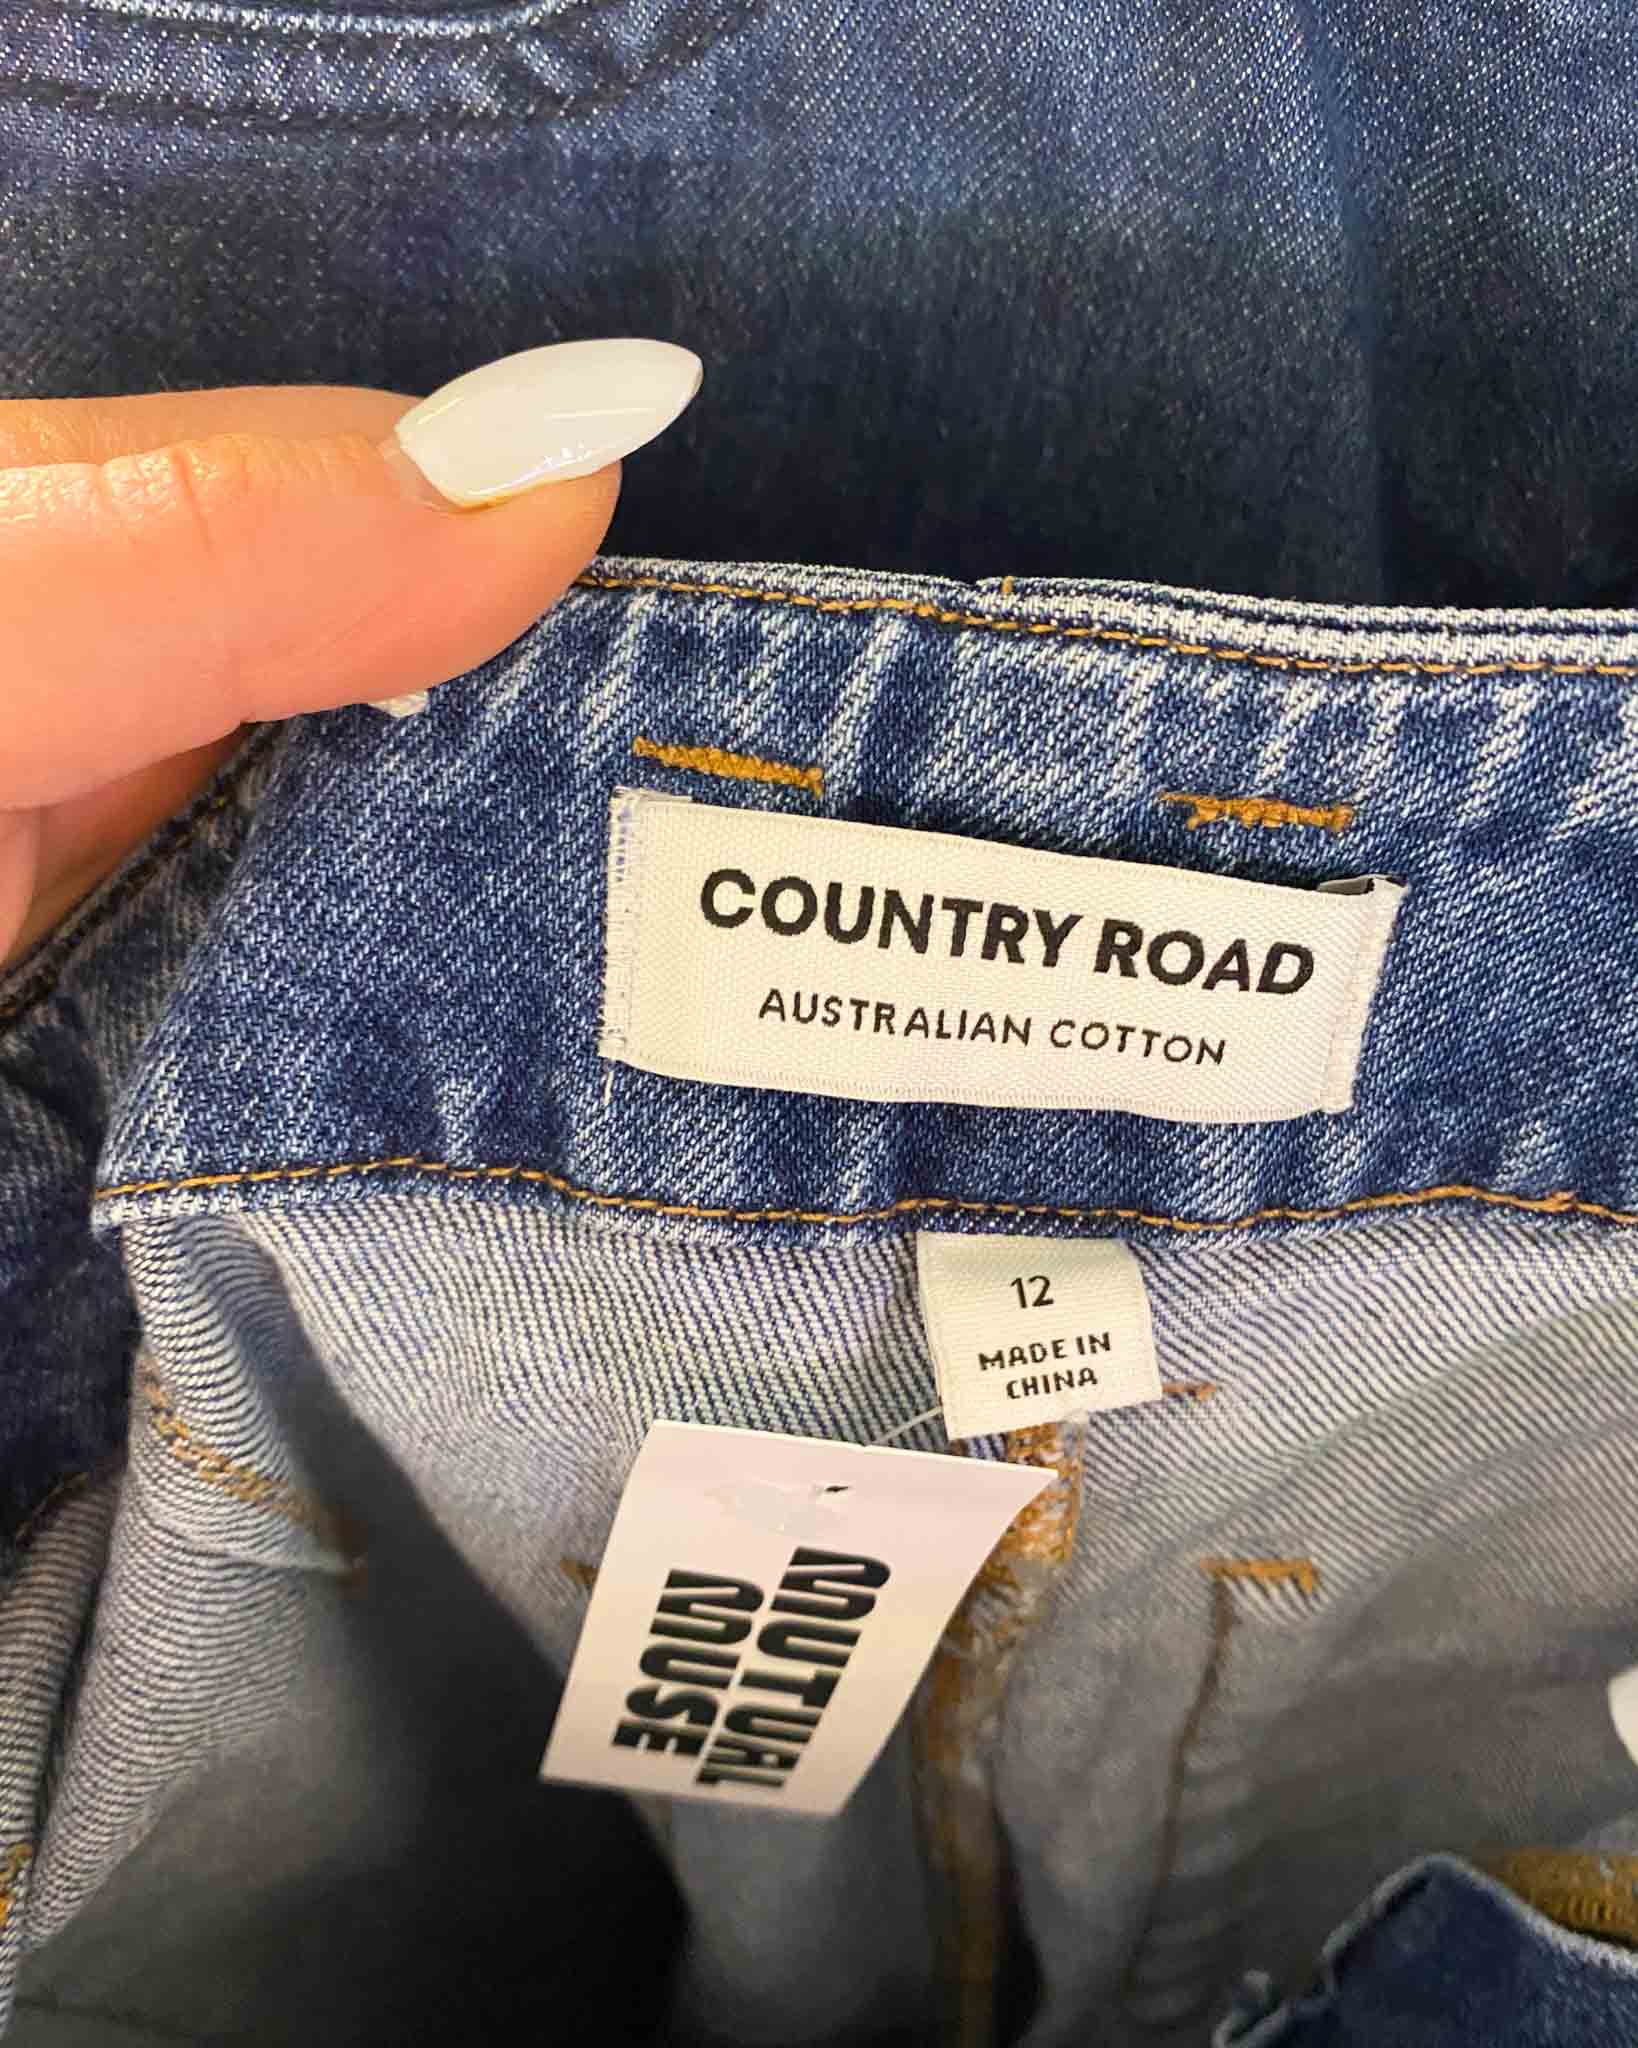 COUNTRY ROAD
AUSTRALIAN COTTON
12
MADE IN
CHINA
MUTUAL
MUSE